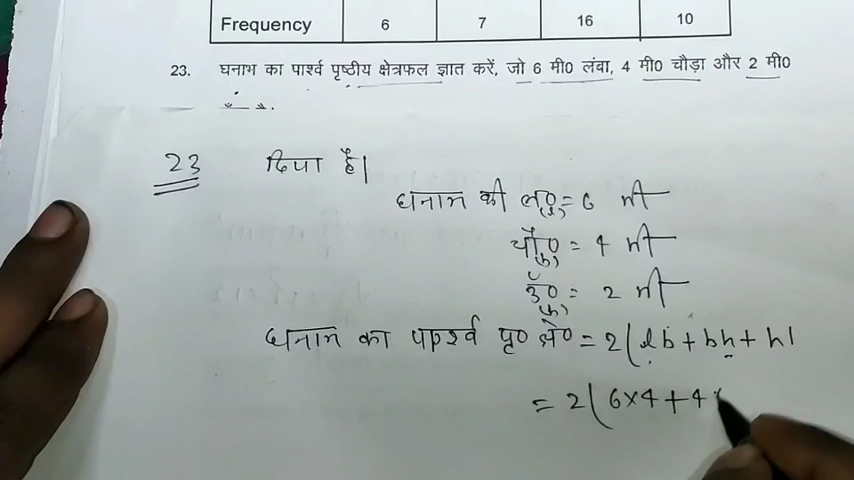 Frequency 6 7 16 10
23. घनाभ का पार्श्व पृष्ठीय क्षेत्रफल ज्ञात करें, जो 6 मी0 लंबा, 4 मी0 चौड़ा और 2 मी0
23 दिया है।
घनाभ की ल0 = 6 मी
(l)
चौ0 = 4 मी
(b)
ऊँ0 = 2 मी
(h)
घनाभ का पार्श्व पृ0 क्षे0 = 2(lb + bh + hl
= 2(6×4+4